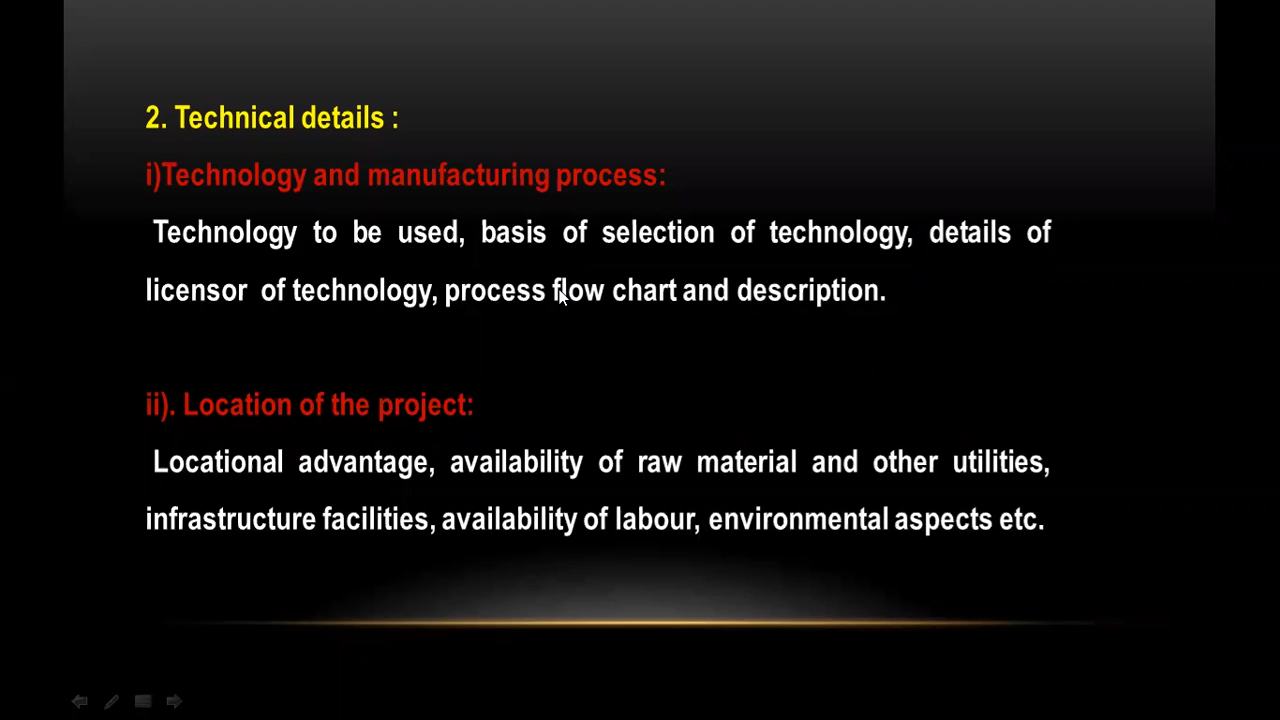 2. Technical details :
i)Technology and manufacturing process:
Technology to be used, basis of selection of technology, details of
licensor of technology, process flow chart and description.
ii). Location of the project:
Locational advantage, availability of raw material and other utilities,
infrastructure facilities, availability of labour, environmental aspects etc.